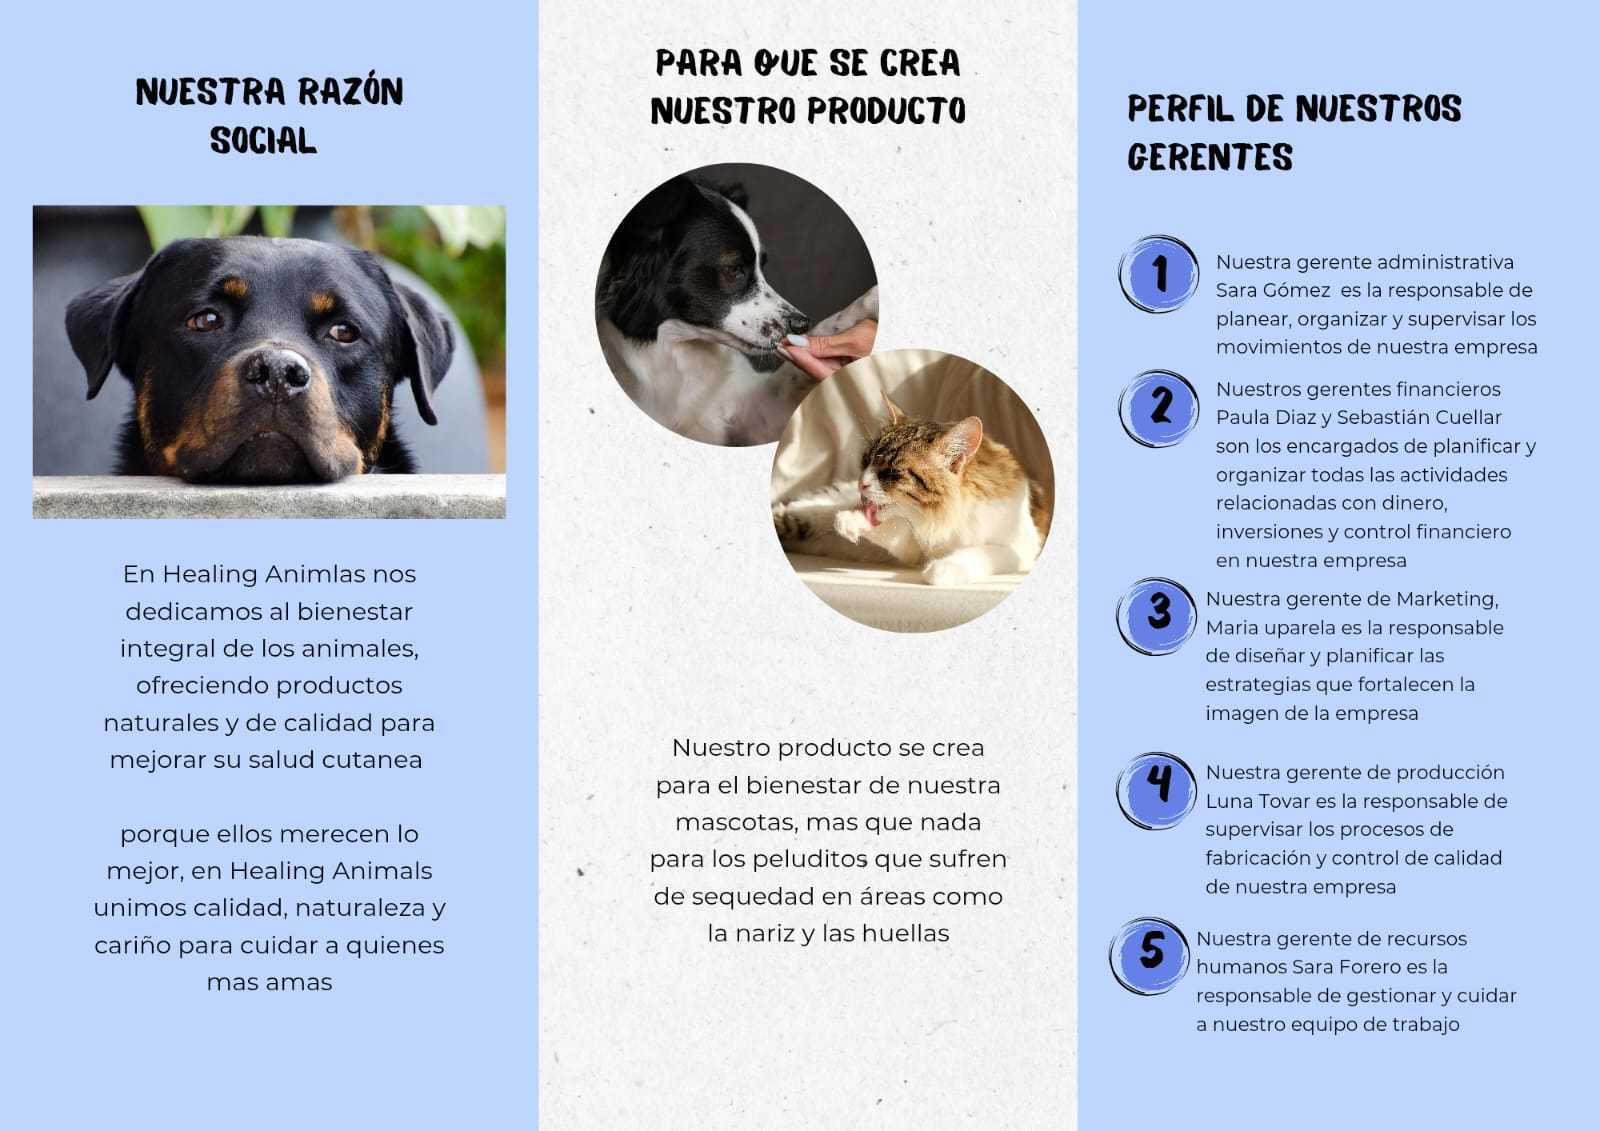 NUESTRA RAZÓN
SOCIAL
En Healing Animlas nos
dedicamos al bienestar
integral de los animales,
ofreciendo productos
naturales y de calidad para
mejorar su salud cutanea
porque ellos merecen lo
mejor, en Healing Animals
unimos calidad, naturaleza y
cariño para cuidar a quienes
mas amas
PARA QUE SE CREA
NUESTRO PRODUCTO
Nuestro producto se crea
para el bienestar de nuestra
mascotas, mas que nada
para los peluditos que sufren
de sequedad en áreas como
la nariz y las huellas
PERFIL DE NUESTROS
GERENTES
1
Nuestra gerente administrativa
Sara Gómez es la responsable de
planear, organizar y supervisar los
movimientos de nuestra empresa
2
Nuestros gerentes financieros
Paula Diaz y Sebastián Cuellar
son los encargados de planificar y
organizar todas las actividades
relacionadas con dinero,
inversiones y control financiero
en nuestra empresa
3
Nuestra gerente de Marketing,
Maria uparela es la responsable
de diseñar y planificar las
estrategias que fortalecen la
imagen de la empresa
4
Nuestra gerente de producción
Luna Tovar es la responsable de
supervisar los procesos de
fabricación y control de calidad
de nuestra empresa
5
Nuestra gerente de recursos
humanos Sara Forero es la
responsable de gestionar y cuidar
a nuestro equipo de trabajo